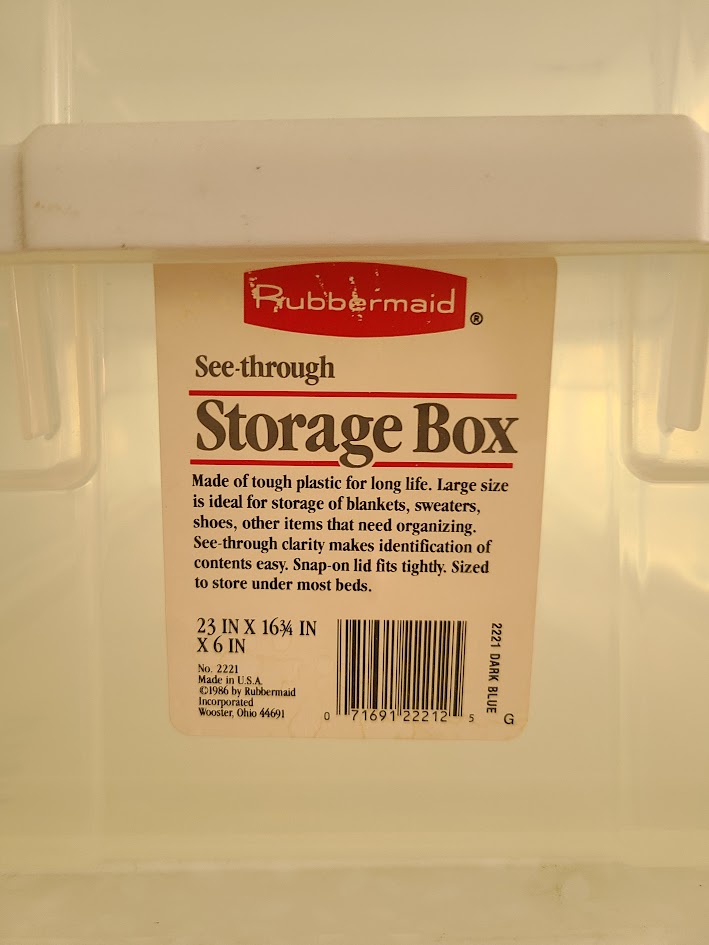 Rubbermaid ®
See-through
Storage Box
Made of tough plastic for long life. Large size
is ideal for storage of blankets, sweaters,
shoes, other items that need organizing.
See-through clarity makes identification of
contents easy. Snap-on lid fits tightly. Sized
to store under most beds.
23 IN X 16¾ IN
X 6 IN
No. 2221
Made in U.S.A.
©1986 by Rubbermaid
Incorporated
Wooster, Ohio 44691
0 71691 22212 5
2221 DARK BLUE
G